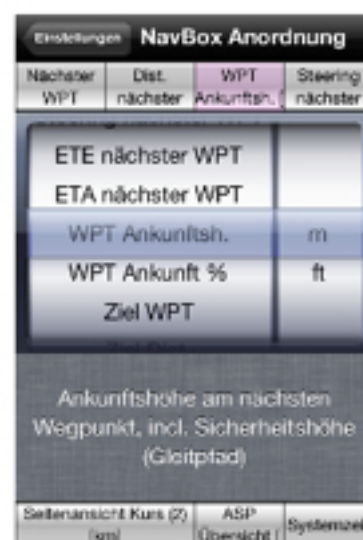 Einstellungen NavBox Anordnung
Nächster Dist. WPT Steering
WPT nächster Ankunftsh. [ nächster
ETE nächster WPT
ETA nächster WPT
WPT Ankunftsh. m
WPT Ankunft % ft
Ziel WPT
Ankunftshöhe am nächsten
Wegpunkt, incl. Sicherheitshöhe
(Gleitpfad)
Seitenansicht Kurs (2) ASP
[km] Übersicht [ Systemzei